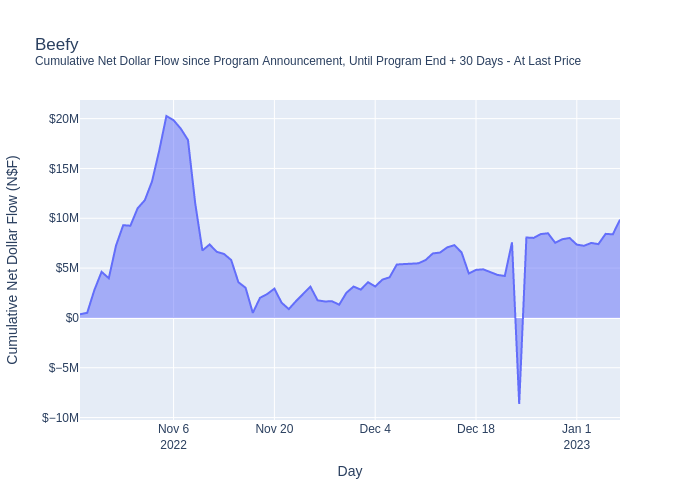 Beefy
Cumulative Net Dollar Flow since Program Announcement, Until Program End + 30 Days - At Last Price
Cumulative Net Dollar Flow (N$F)
$20M
$15M
$10M
$5M
$0
$−5M
$−10M
Nov 6
2022
Nov 20
Dec 4
Dec 18
Jan 1
2023
Day